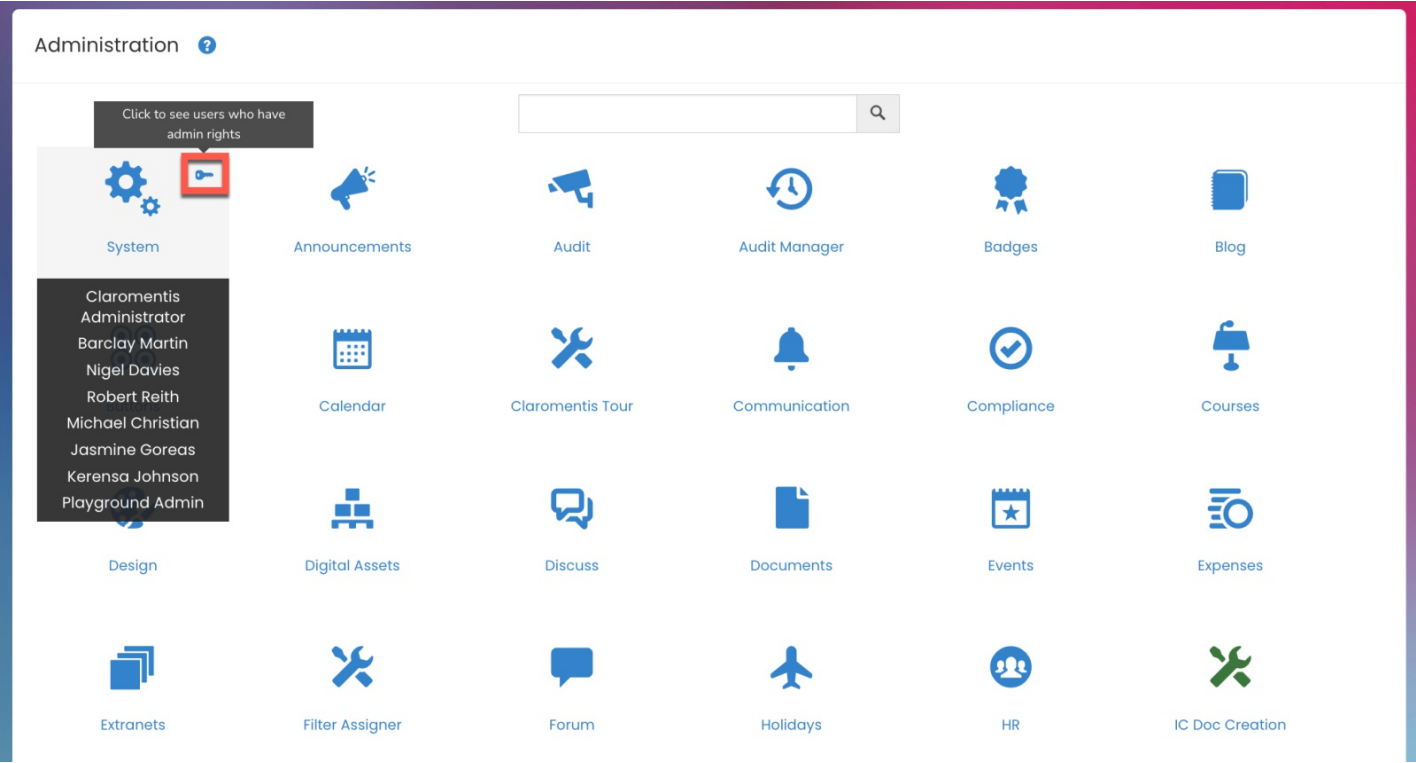 Administration ?
Click to see users who have
admin rights
System
Announcements
Audit
Audit Manager
Badges
Blog
Claromentis
Administrator
Barclay Martin
Nigel Davies
Robert Reith
Michael Christian
Jasmine Goreas
Kerensa Johnson
Playground Admin
Buttons
Calendar
Claromentis Tour
Communication
Compliance
Courses
Design
Digital Assets
Discuss
Documents
Events
Expenses
Extranets
Filter Assigner
Forum
Holidays
HR
IC Doc Creation